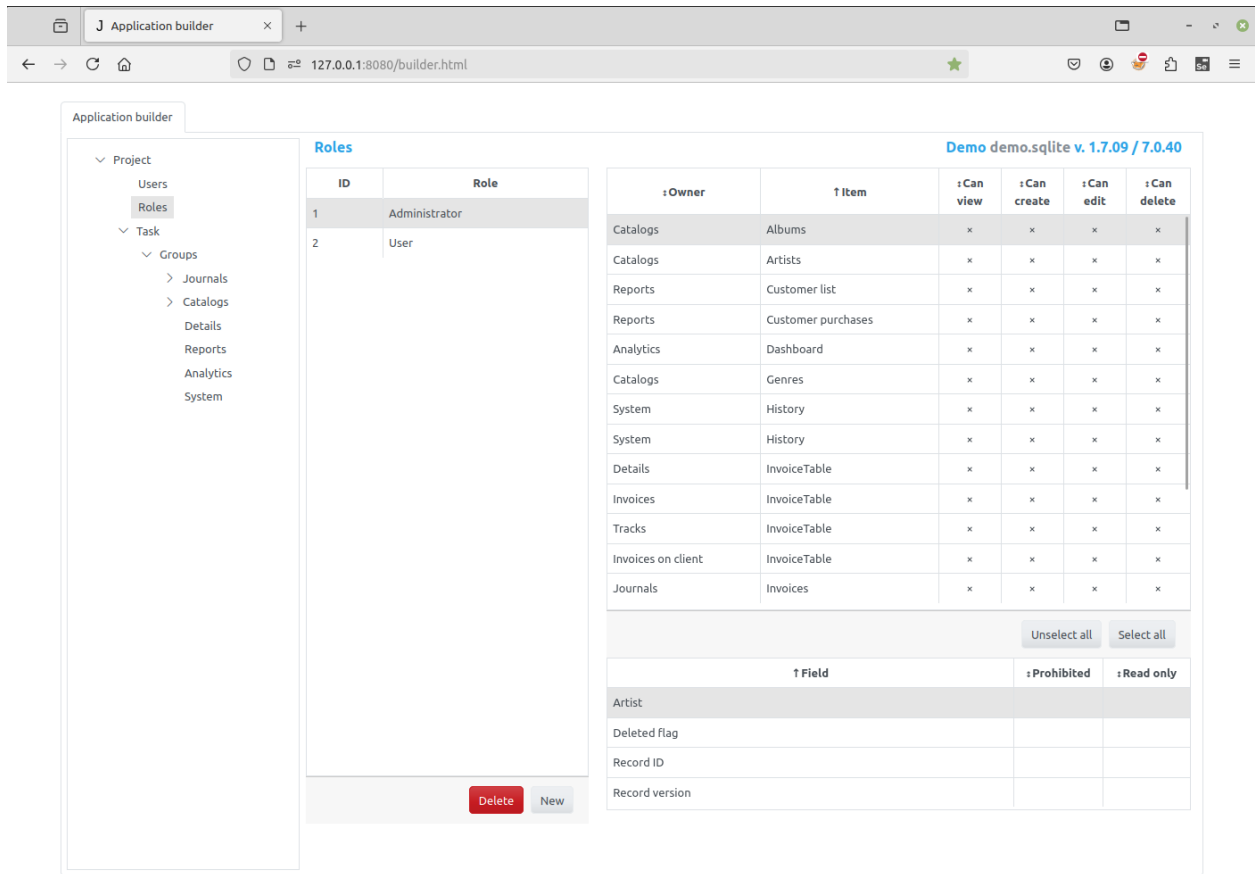 J Application builder
127.0.0.1:8080/builder.html
Se
Application builder
Project
Users
Roles
Task
Groups
Journals
Catalogs
Details
Reports
Analytics
System
Roles
Demo demo.sqlite v. 1.7.09 / 7.0.40
ID Role
1 Administrator
2 User
Delete New
↕Owner ↑Item ↕Can view ↕Can create ↕Can edit ↕Can delete
Catalogs Albums × × × ×
Catalogs Artists × × × ×
Reports Customer list × × × ×
Reports Customer purchases × × × ×
Analytics Dashboard × × × ×
Catalogs Genres × × × ×
System History × × × ×
System History × × × ×
Details InvoiceTable × × × ×
Invoices InvoiceTable × × × ×
Tracks InvoiceTable × × × ×
Invoices on client InvoiceTable × × × ×
Journals Invoices × × × ×
Unselect all Select all
↑Field ↕Prohibited ↕Read only
Artist
Deleted flag
Record ID
Record version